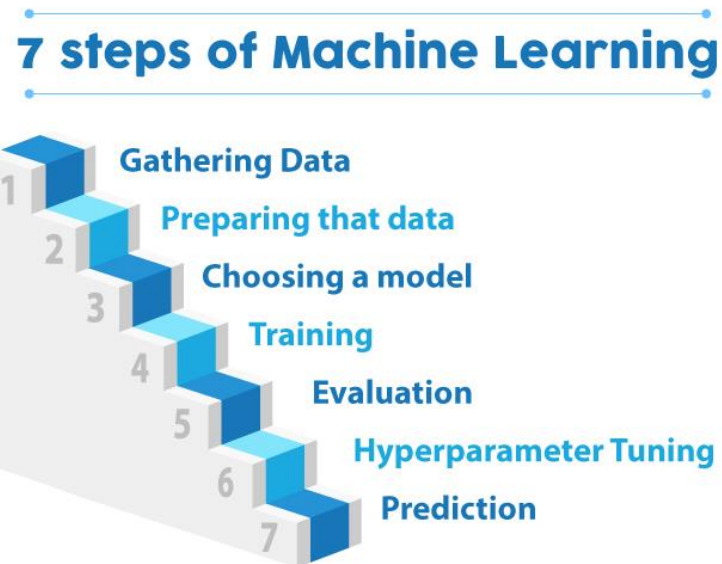 7 steps of Machine Learning
1 Gathering Data
2 Preparing that data
3 Choosing a model
4 Training
5 Evaluation
6 Hyperparameter Tuning
7 Prediction